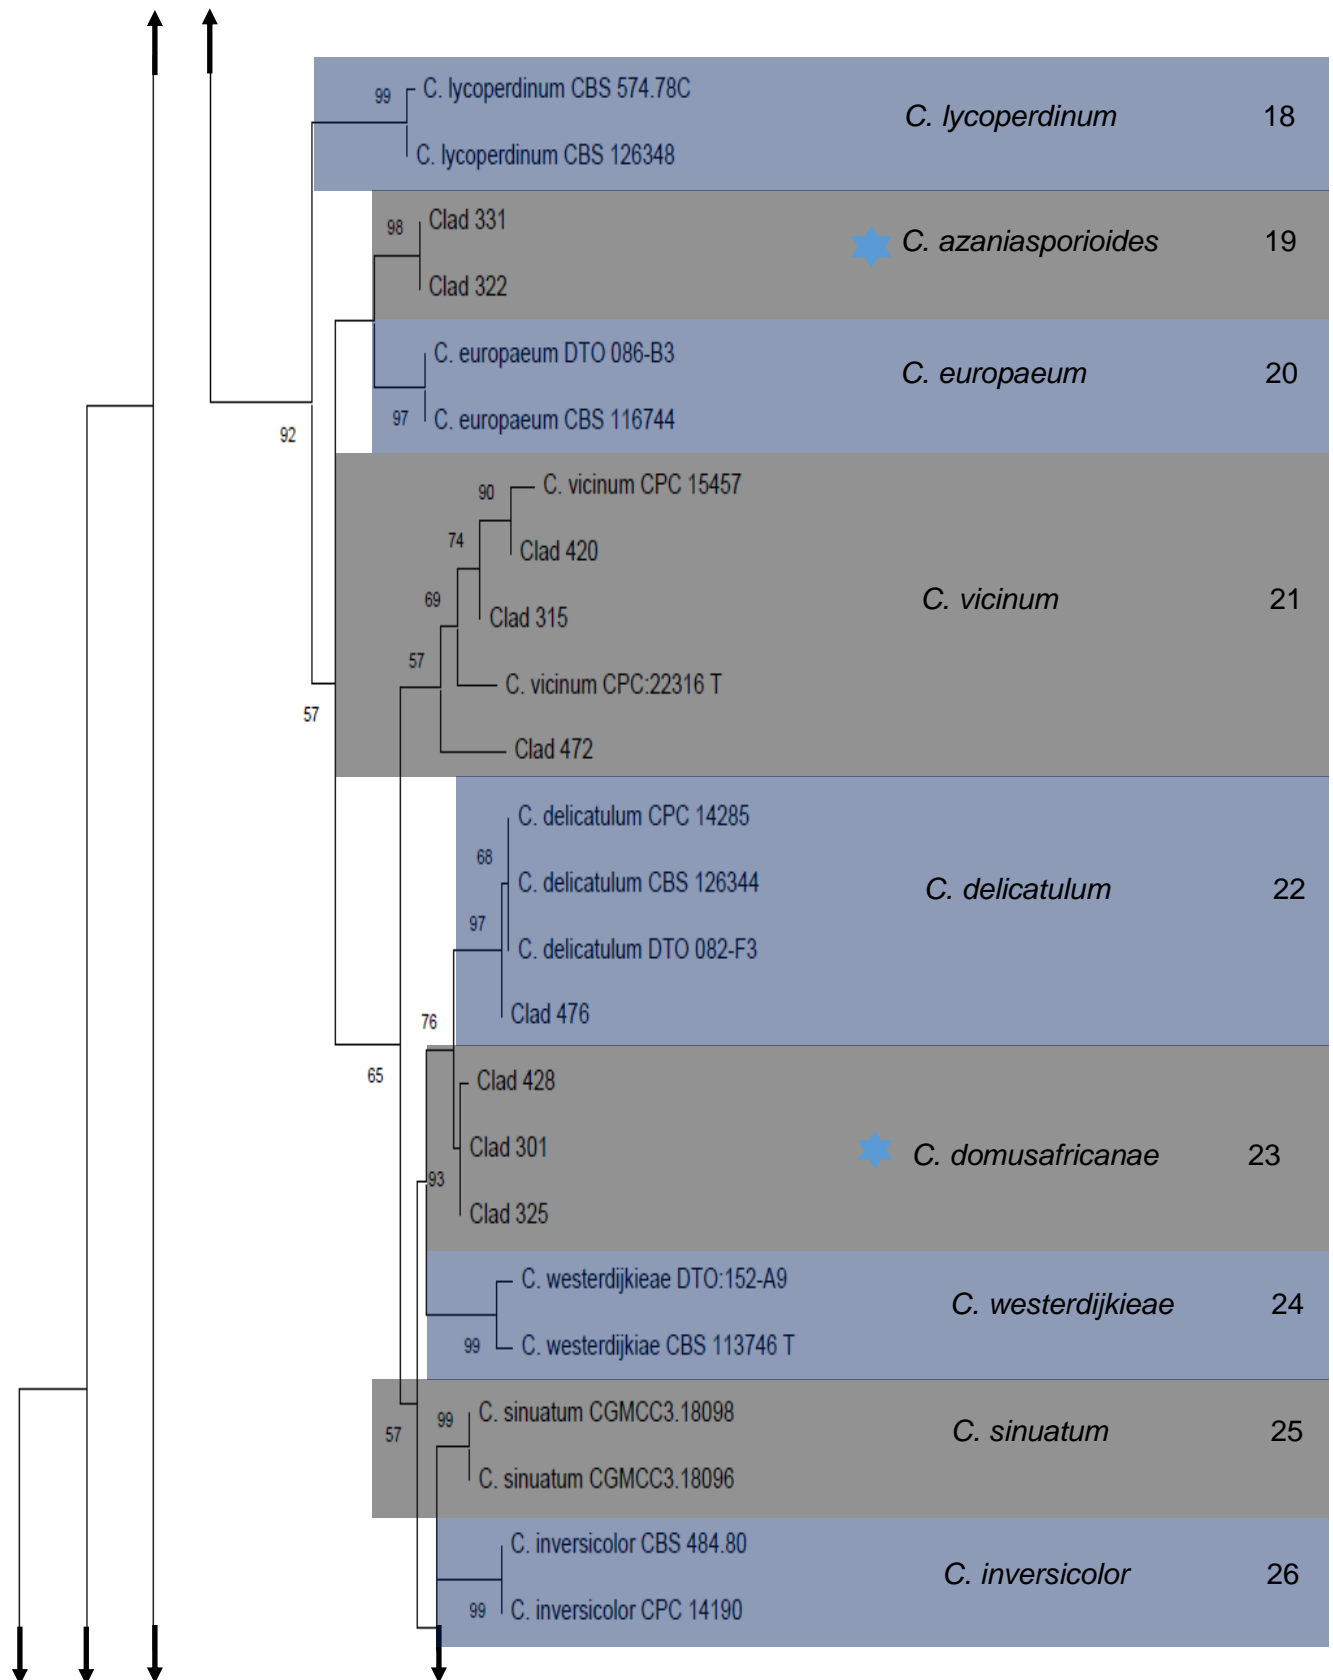 99
C. lycoperdinum CBS 574.78C
C. lycoperdinum 18
C. lycoperdinum CBS 126348
Clad 331
98
C. azaniasporioides 19
Clad 322
C. europaeum DTO 086-B3
C. europaeum 20
97
C. europaeum CBS 116744
92
C. vicinum CPC 15457
90
74
Clad 420
69
C. vicinum 21
Clad 315
57
C. vicinum CPC:22316 T
57
Clad 472
C. delicatulum CPC 14285
68
C. delicatulum CBS 126344
C. delicatulum 22
97
C. delicatulum DTO 082-F3
Clad 476
76
65
Clad 428
Clad 301
C. domusafricanae 23
93
Clad 325
C. westerdijkieae DTO:152-A9
C. westerdijkieae 24
99
C. westerdijkiae CBS 113746 T
C. sinuatum CGMCC3.18098
99
57
C. sinuatum 25
C. sinuatum CGMCC3.18096
C. inversicolor CBS 484.80
C. inversicolor 26
99
C. inversicolor CPC 14190